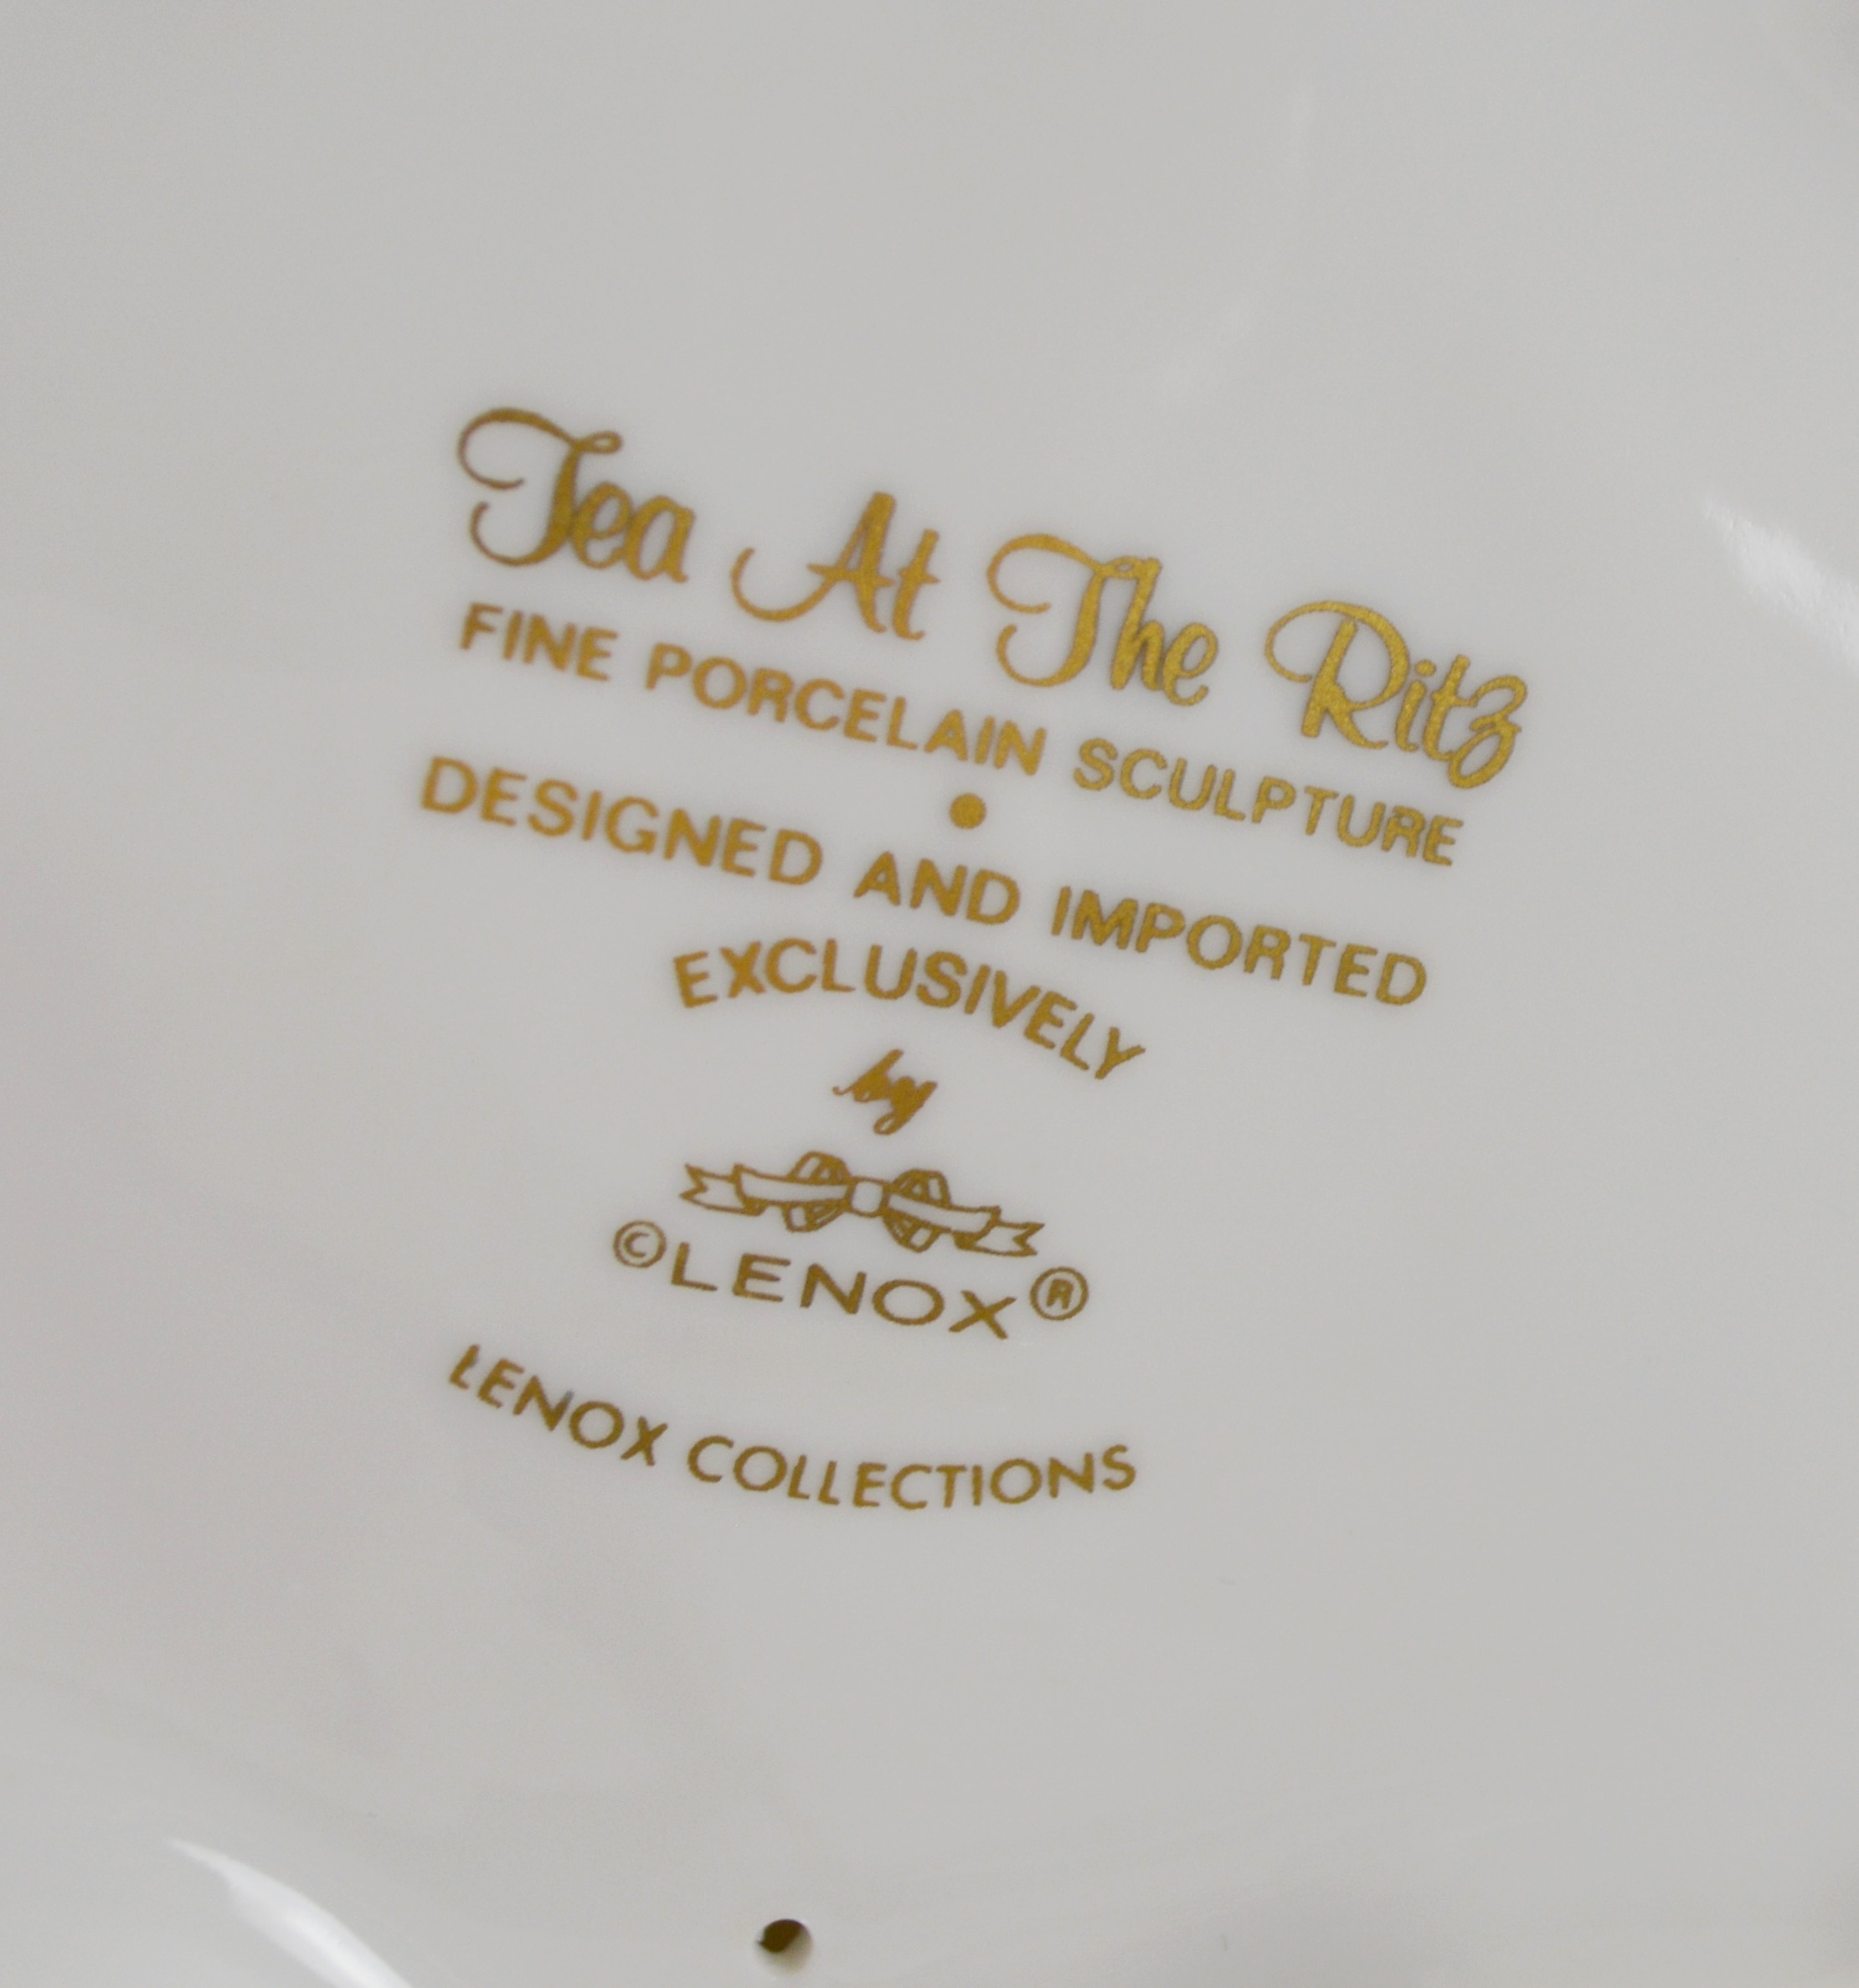 Tea At The Ritz
FINE PORCELAIN SCULPTURE
●
DESIGNED AND IMPORTED
EXCLUSIVELY
by
©LENOX®
LENOX COLLECTIONS